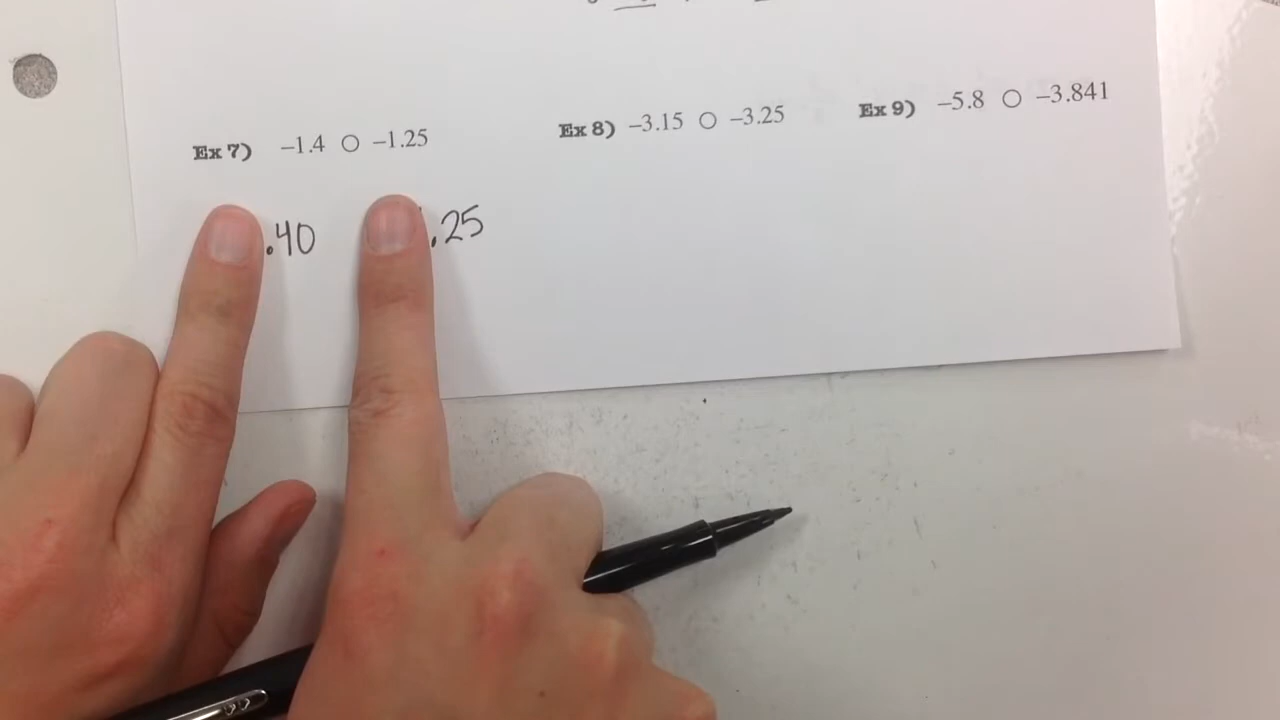 Ex 7) –1.4 ○ –1.25
Ex 8) –3.15 ○ –3.25
Ex 9) –5.8 ○ –3.841
.40
.25